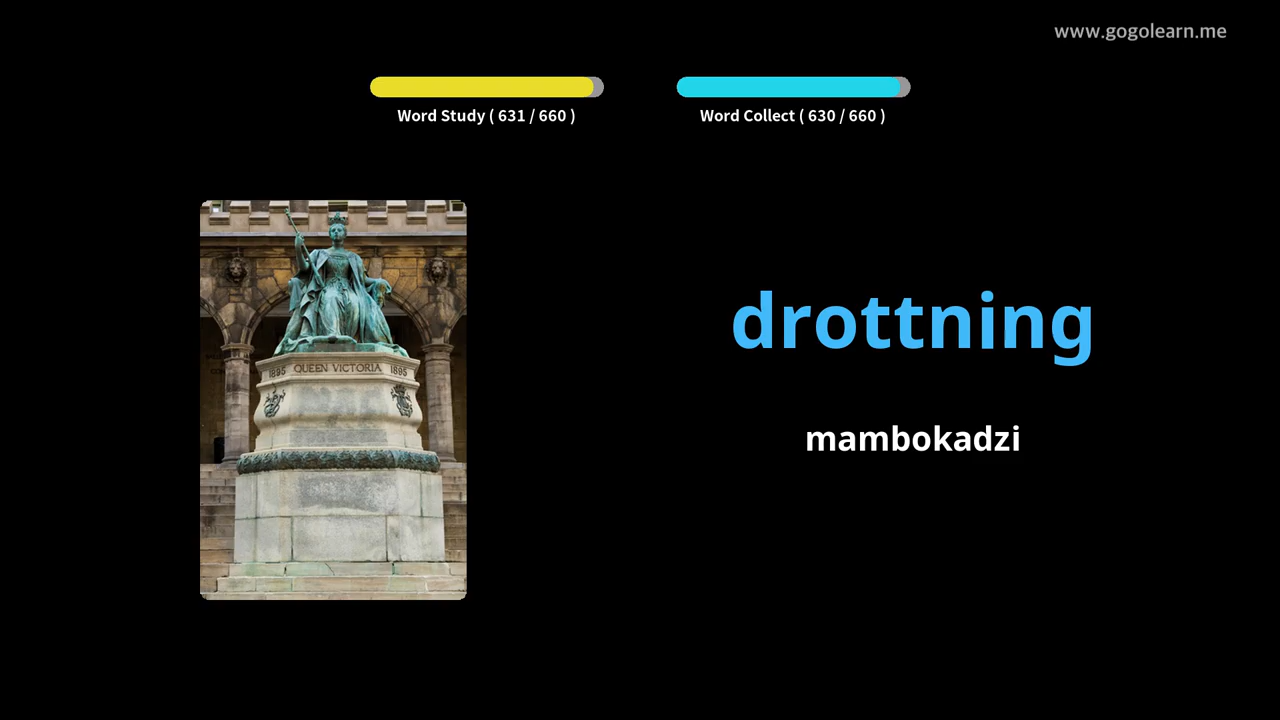 www.gogolearn.me
Word Study ( 631 / 660 )
Word Collect ( 630 / 660 )
1895 QUEEN VICTORIA 1895
drottning
mambokadzi